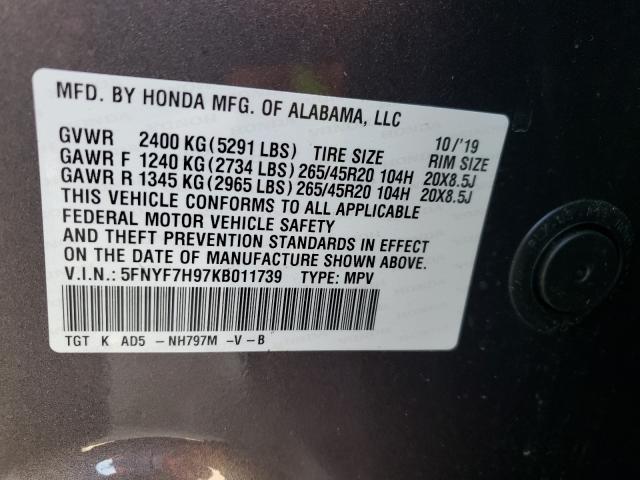 MFD. BY HONDA MFG. OF ALABAMA, LLC
GVWR 2400 KG(5291 LBS) TIRE SIZE 10/'19 RIM SIZE
GAWR F 1240 KG(2734 LBS)265/45R20 104H 20X8.5J
GAWR R 1345 KG(2965 LBS)265/45R20 104H 20X8.5J
THIS VEHICLE CONFORMS TO ALL APPLICABLE
FEDERAL MOTOR VEHICLE SAFETY
AND THEFT PREVENTION STANDARDS IN EFFECT
ON THE DATE OF MANUFACTURE SHOWN ABOVE.
V.I.N.: 5FNYF7H97KB011739 TYPE: MPV
TGT K AD5 -NH797M -V -B